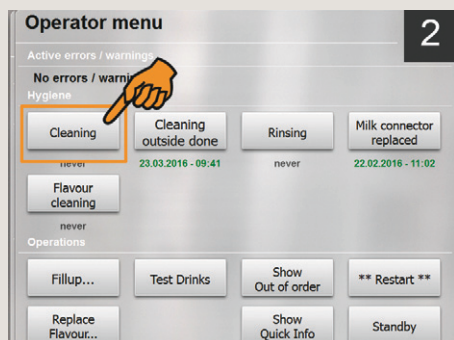 Operator menu
2
Active errors / warnings
No errors / warni
Hygiene
Cleaning
Cleaning
outside done
Rinsing
Milk connector
replaced
never
23.03.2016 - 09:41
never
22.02.2016 - 11:02
Flavour
cleaning
never
Operations
Fillup...
Test Drinks
Show
Out of order
** Restart **
Replace
Flavour...
Show
Quick Info
Standby